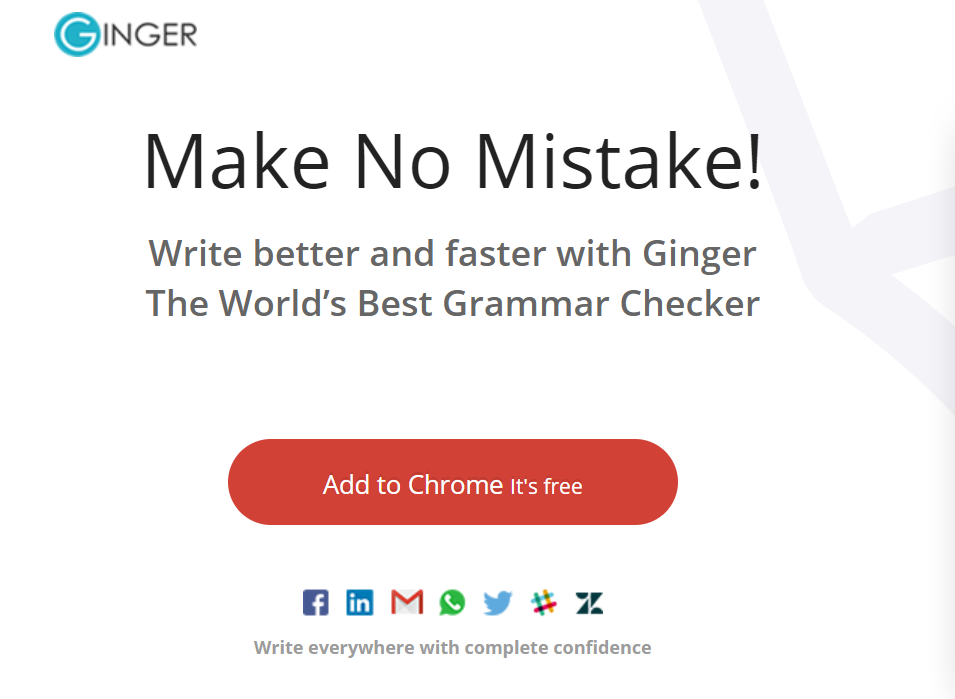 GINGER
Make No Mistake!
Write better and faster with Ginger
The World’s Best Grammar Checker
Add to Chrome It's free
Write everywhere with complete confidence